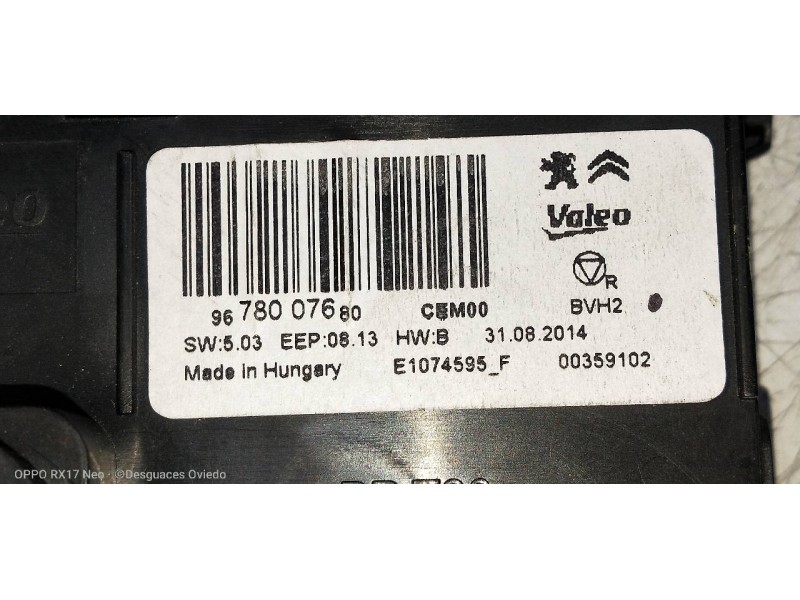 Valeo
R
96 780 076 80 CEM00 BVH2
SW:5.03 EEP:08.13 HW:B 31.08.2014
Made in Hungary E1074595_F 00359102
OPPO RX17 Neo · ©Desguaces Oviedo